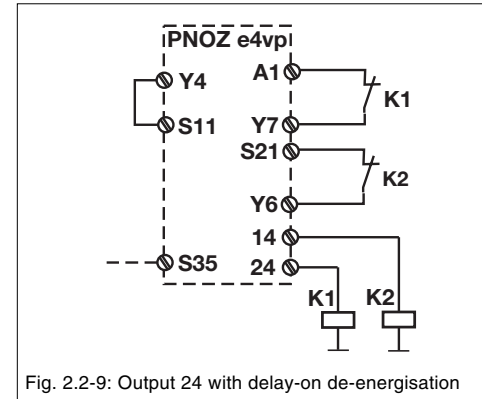 PNOZ e4vp
Y4
A1
K1
S11
Y7
S21
K2
Y6
14
S35
24
K1
K2
Fig. 2.2-9: Output 24 with delay-on de-energisation